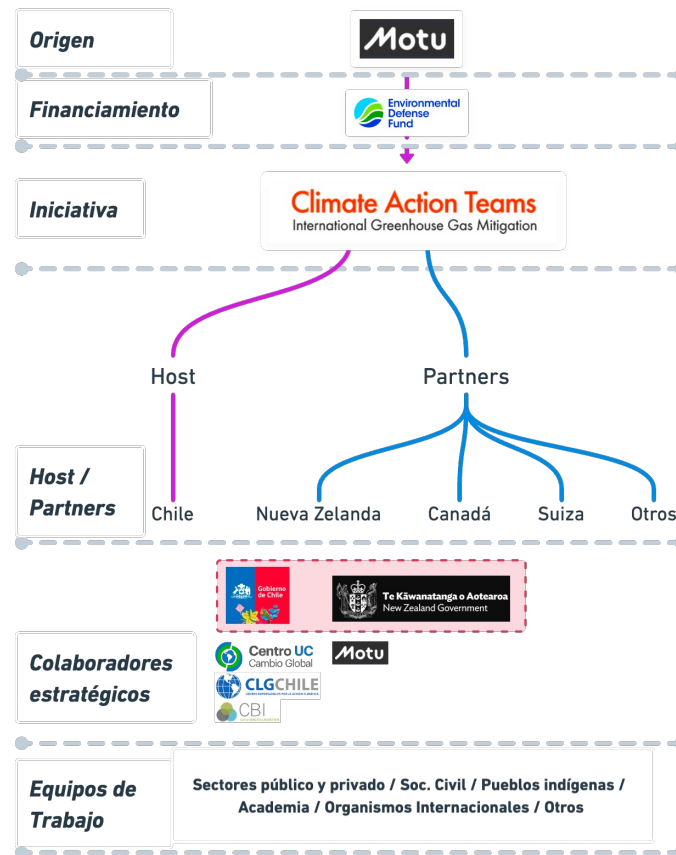 Origen
Motu
Financiamiento
Environmental
Defense
Fund
Iniciativa
Climate Action Teams
International Greenhouse Gas Mitigation
Host
Partners
Host /
Partners
Chile
Nueva Zelanda
Canadá
Suiza
Otros
Gobierno
de Chile
Te Kāwanatanga o Aotearoa
New Zealand Government
Colaboradores
estratégicos
Centro UC
Cambio Global
Motu
CLGCHILE
CBI
Equipos de
Trabajo
Sectores público y privado / Soc. Civil / Pueblos indígenas /
Academia / Organismos Internacionales / Otros